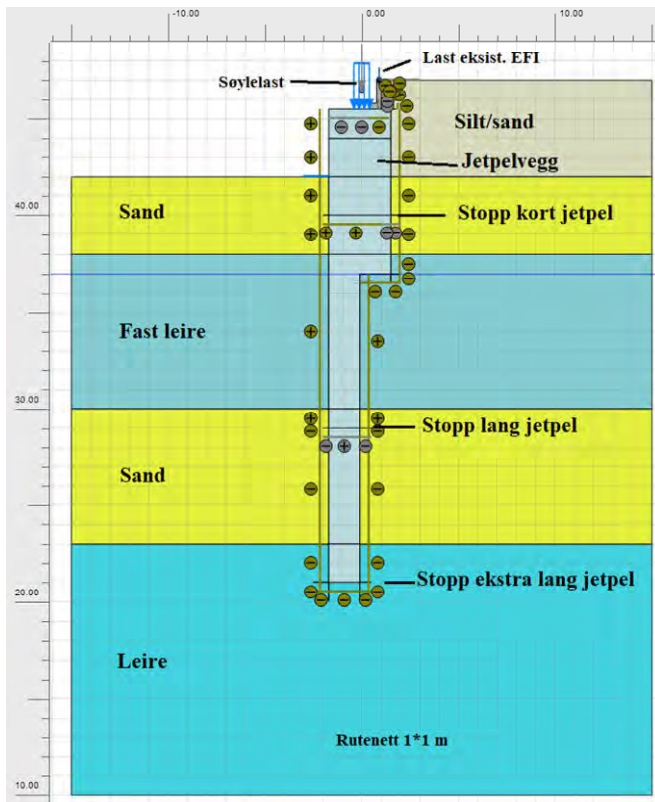 -10.00 0.00 10.00
Last eksist. EFI
Søylelast
Silt/sand
Jetpelvegg
40.00
Sand
Stopp kort jetpel
Fast leire
30.00
Stopp lang jetpel
Sand
20.00
Stopp ekstra lang jetpel
Leire
Rutenett 1*1 m
10.00